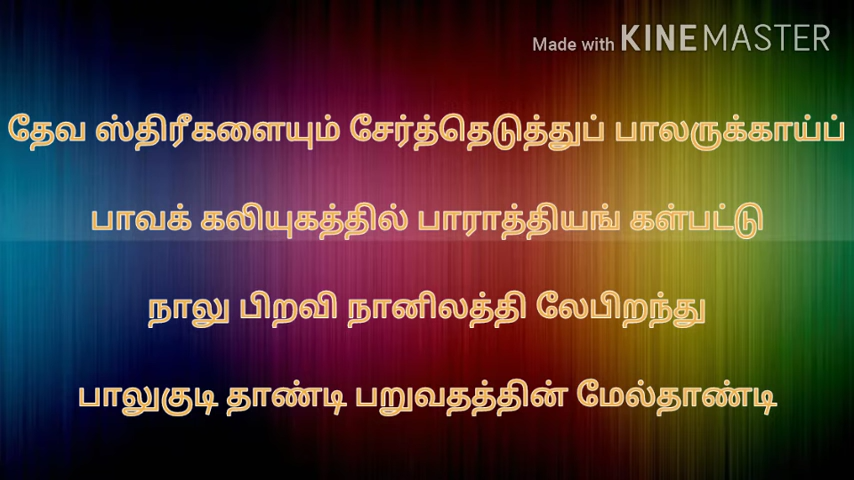 Made with KINEMASTER
தேவ ஸ்திரீகளையும் சேர்த்தெடுத்துப் பாலருக்காய்ப்
பாவக் கலியுகத்தில் பாராத்தியங் கள்பட்டு
நாலு பிறவி நானிலத்தி லேபிறந்து
பாலுகுடி தாண்டி பறுவதத்தின் மேல்தாண்டி